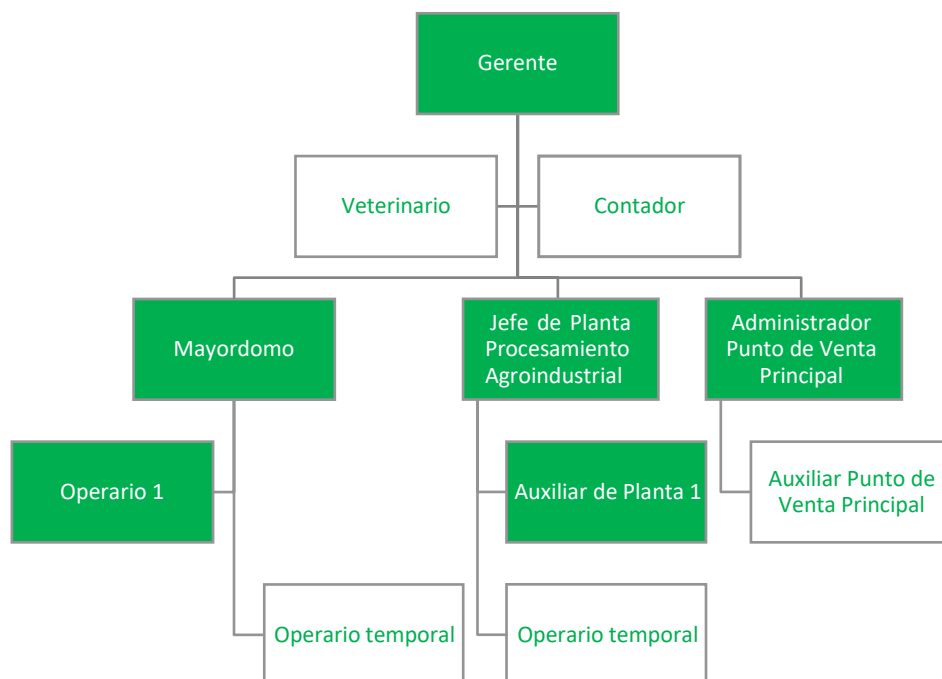 Gerente
Veterinario
Contador
Mayordomo
Jefe de Planta
Procesamiento
Agroindustrial
Administrador
Punto de Venta
Principal
Operario 1
Auxiliar de Planta 1
Auxiliar Punto de
Venta Principal
Operario temporal
Operario temporal